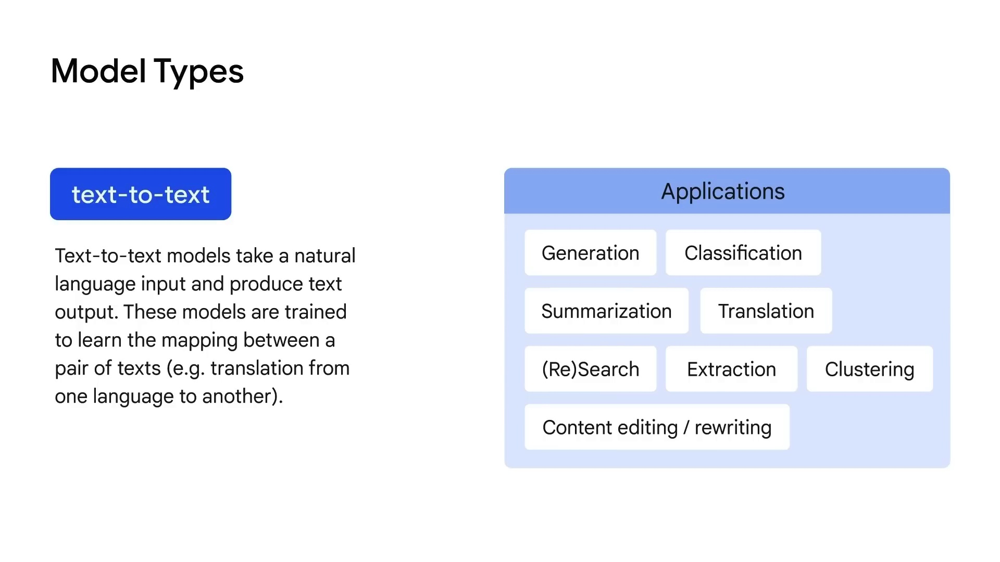 Model Types
text-to-text
Text-to-text models take a natural
language input and produce text
output. These models are trained
to learn the mapping between a
pair of texts (e.g. translation from
one language to another).
Applications
Generation
Classification
Summarization
Translation
(Re)Search
Extraction
Clustering
Content editing / rewriting